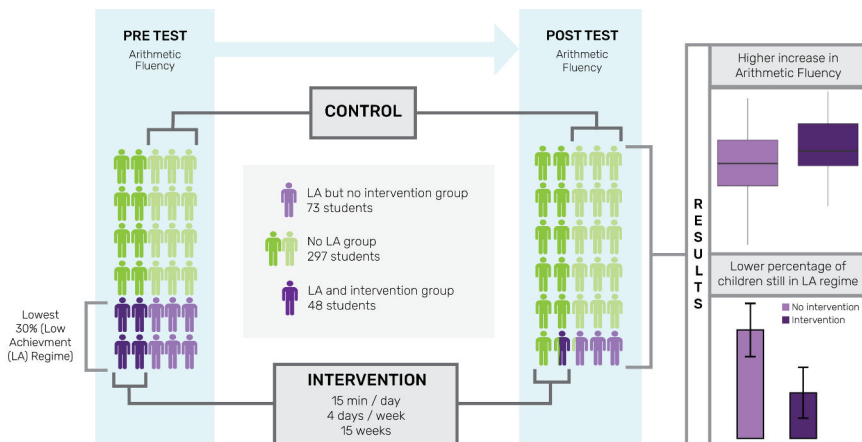 PRE TEST
Arithmetic
Fluency
POST TEST
Arithmetic
Fluency
CONTROL
LA but no intervention group
73 students
No LA group
297 students
LA and intervention group
48 students
Lowest
30% (Low
Achievment
(LA) Regime)
INTERVENTION
15 min / day
4 days / week
15 weeks
RESULTS
Higher increase in
Arithmetic Fluency
Lower percentage of
children still in LA regime
No intervention
Intervention